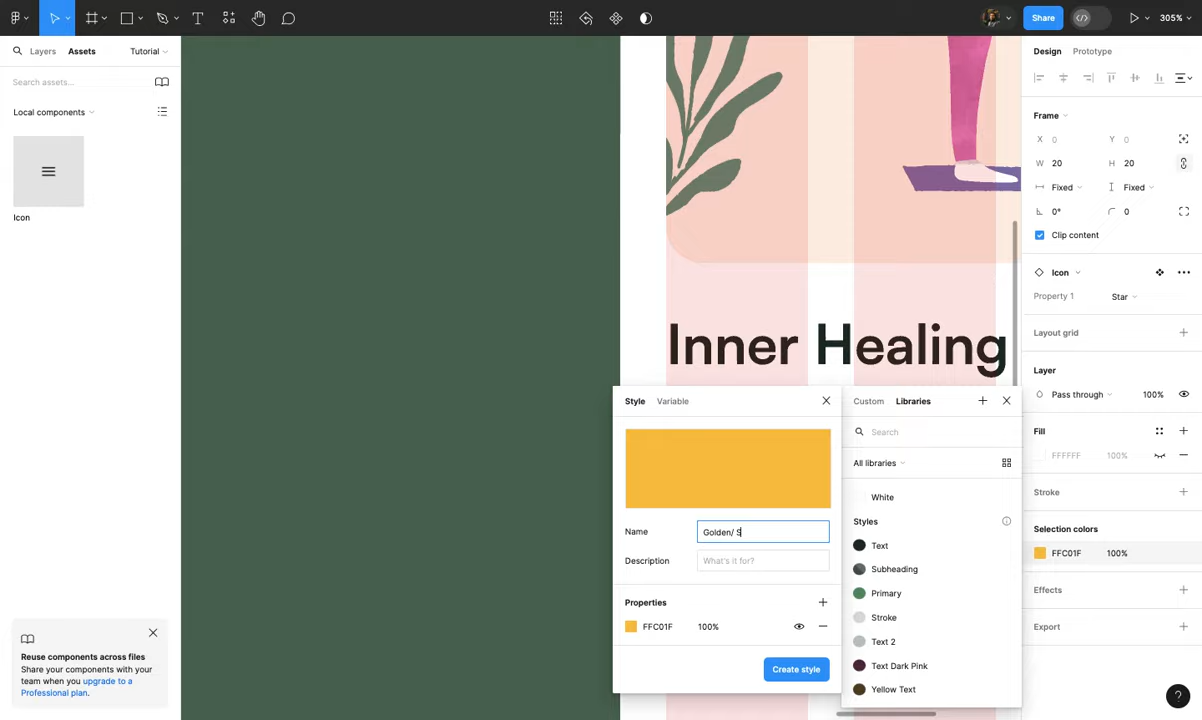 Share
305%
Layers
Assets
Tutorial
Search assets...
Local components
Icon
Reuse components across files
Share your components with your
team when you upgrade to a
Professional plan.
Inner Healing
Style
Variable
Name
Golden/ S
Description
What's it for?
Properties
FFC01F
100%
Create style
Custom
Libraries
Search
All libraries
White
Styles
Text
Subheading
Primary
Stroke
Text 2
Text Dark Pink
Yellow Text
Design
Prototype
Frame
X 0
Y 0
W 20
H 20
Fixed
Fixed
0°
0
Clip content
Icon
Property 1
Star
Layout grid
Layer
Pass through
100%
Fill
FFFFFF
100%
Stroke
Selection colors
FFC01F
100%
Effects
Export
?